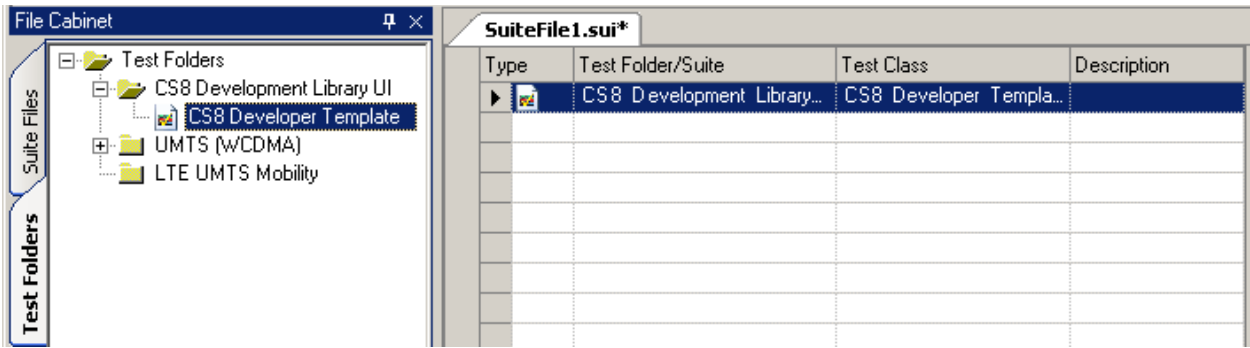 File Cabinet
Suite Files
Test Folders
Test Folders
CS8 Development Library UI
CS8 Developer Template
UMTS (WCDMA)
LTE UMTS Mobility
SuiteFile1.sui*
Type Test Folder/Suite Test Class Description
CS8 Development Library... CS8 Developer Templa...